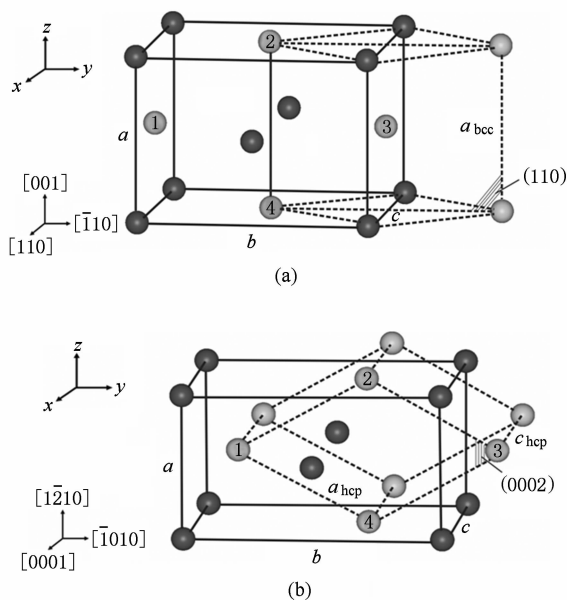 z
x
y
2
a
1
3
a bcc
[001]
(110)
4
[1̄10]
c
[110]
b
(a)
z
x
y
2
1
3
c hcp
a
a hcp
(0002)
[12̄10]
4
c
[1̄010]
[0001]
b
(b)